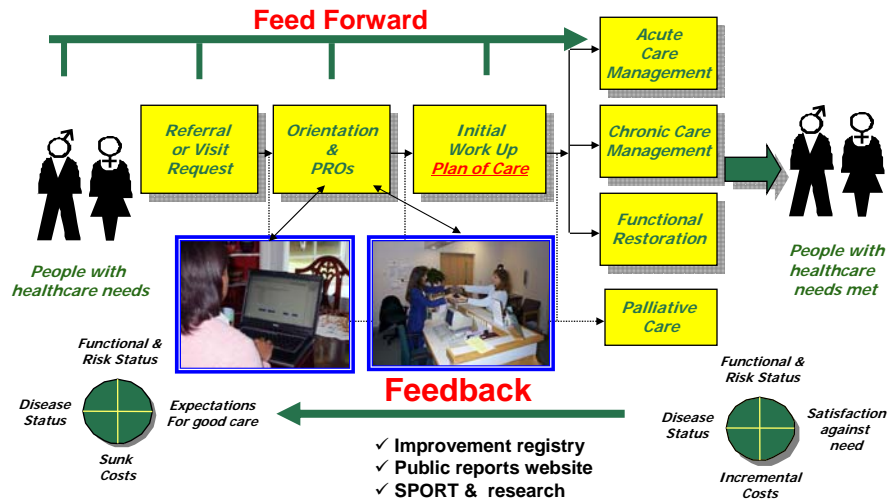 Feed Forward
Referral
or Visit
Request
Orientation
&
PROs
Initial
Work Up
Plan of Care
Acute
Care
Management
Chronic Care
Management
Functional
Restoration
Palliative
Care
People with
healthcare needs
People with
healthcare
needs met
Functional &
Risk Status
Disease
Status
Expectations
For good care
Sunk
Costs
Feedback
✓ Improvement registry
✓ Public reports website
✓ SPORT & research
Functional &
Risk Status
Disease
Status
Satisfaction
against
need
Incremental
Costs